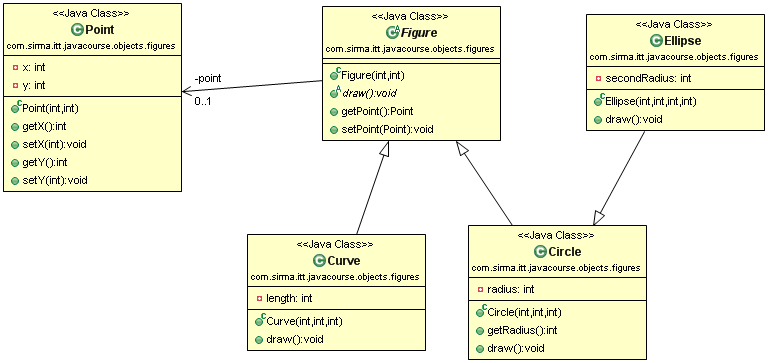 <<Java Class>>
Point
com.sirma.itt.javacourse.objects.figures
x: int
y: int
Point(int,int)
getX():int
setX(int):void
getY():int
setY(int):void
-point
0..1
<<Java Class>>
Figure
com.sirma.itt.javacourse.objects.figures
Figure(int,int)
draw():void
getPoint():Point
setPoint(Point):void
<<Java Class>>
Ellipse
com.sirma.itt.javacourse.objects.figures
secondRadius: int
Ellipse(int,int,int,int)
draw():void
<<Java Class>>
Curve
com.sirma.itt.javacourse.objects.figures
length: int
Curve(int,int,int)
draw():void
<<Java Class>>
Circle
com.sirma.itt.javacourse.objects.figures
radius: int
Circle(int,int,int)
getRadius():int
draw():void